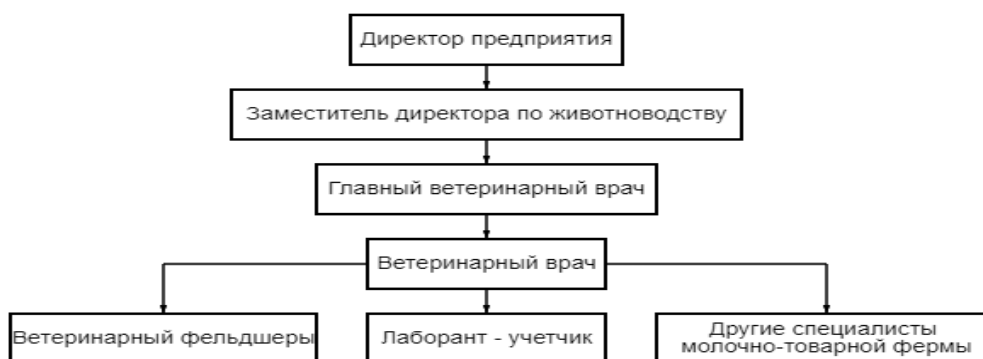 Директор предприятия
Заместитель директора по животноводству
Главный ветеринарный врач
Ветеринарный врач
Ветеринарный фельдшеры
Лаборант - учетчик
Другие специалисты
молочно-товарной фермы